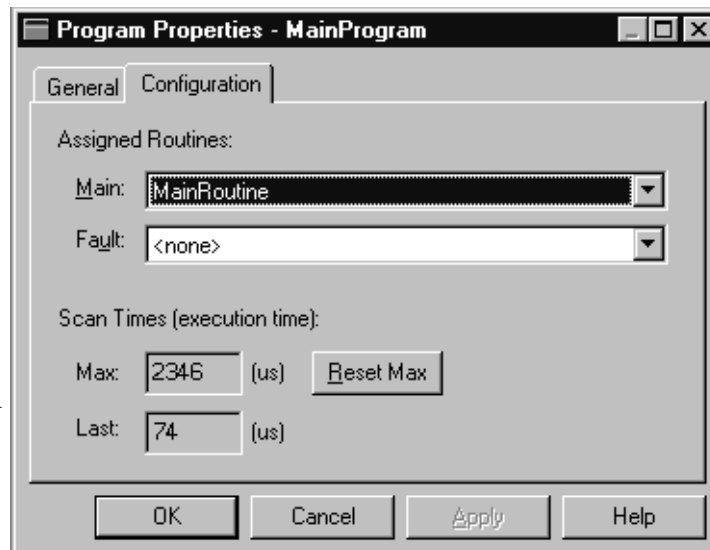 Program Properties - MainProgram
General Configuration
Assigned Routines:
Main: MainRoutine
Fault: <none>
Scan Times (execution time):
Max: 2346 (us) Reset Max
Last: 74 (us)
OK Cancel Apply Help